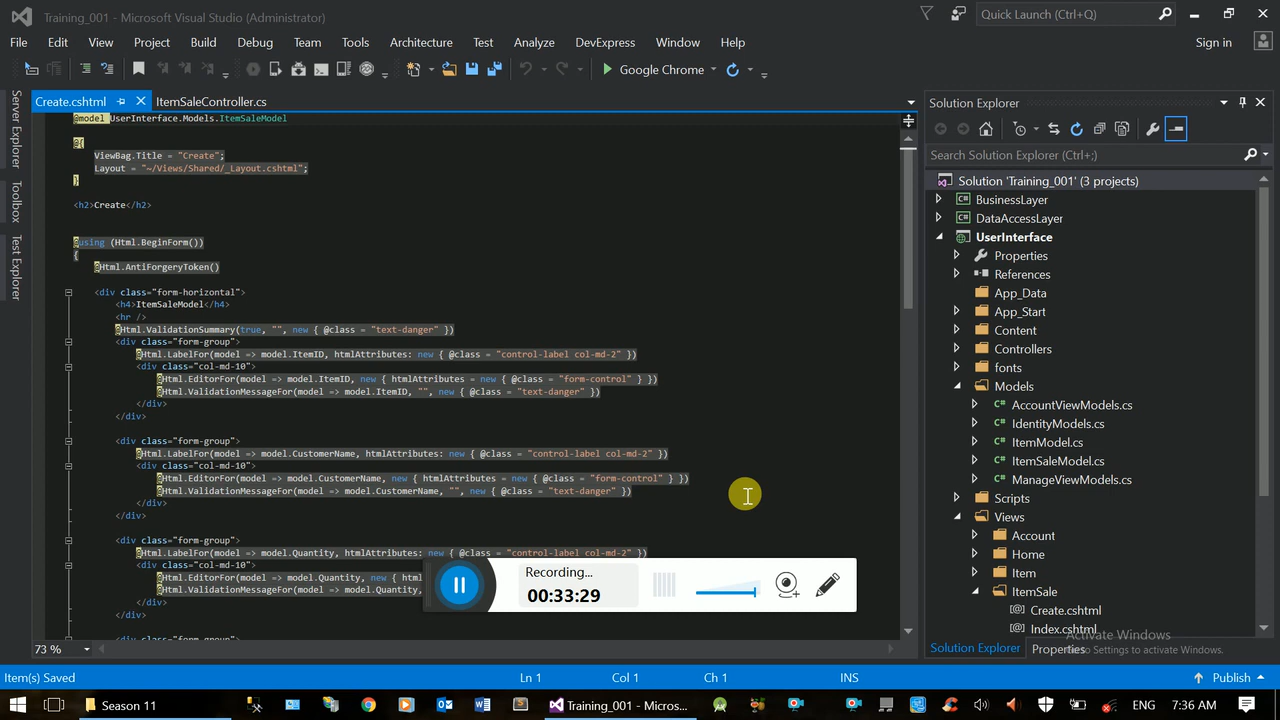 Training_001 - Microsoft Visual Studio (Administrator)
Quick Launch (Ctrl+Q)
File Edit View Project Build Debug Team Tools Architecture Test Analyze DevExpress Window Help
Sign in
Google Chrome
Server Explorer
Toolbox
Test Explorer
Create.cshtml
ItemSaleController.cs
@model UserInterface.Models.ItemSaleModel
@{
ViewBag.Title = "Create";
Layout = "~/Views/Shared/_Layout.cshtml";
}
<h2>Create</h2>
@using (Html.BeginForm())
{
@Html.AntiForgeryToken()
<div class="form-horizontal">
<h4>ItemSaleModel</h4>
<hr />
@Html.ValidationSummary(true, "", new { @class = "text-danger" })
<div class="form-group">
@Html.LabelFor(model => model.ItemID, htmlAttributes: new { @class = "control-label col-md-2" })
<div class="col-md-10">
@Html.EditorFor(model => model.ItemID, new { htmlAttributes = new { @class = "form-control" } })
@Html.ValidationMessageFor(model => model.ItemID, "", new { @class = "text-danger" })
</div>
</div>
<div class="form-group">
@Html.LabelFor(model => model.CustomerName, htmlAttributes: new { @class = "control-label col-md-2" })
<div class="col-md-10">
@Html.EditorFor(model => model.CustomerName, new { htmlAttributes = new { @class = "form-control" } })
@Html.ValidationMessageFor(model => model.CustomerName, "", new { @class = "text-danger" })
</div>
</div>
<div class="form-group">
@Html.LabelFor(model => model.Quantity, htmlAttributes: new { @class = "control-label col-md-2" })
<div class="col-md-10">
@Html.EditorFor(model => model.Quantity, new { html
@Html.ValidationMessageFor(model => model.Quantity,
</div>
</div>
Recording...
00:33:29
73 %
Solution Explorer
Search Solution Explorer (Ctrl+;)
Solution 'Training_001' (3 projects)
BusinessLayer
DataAccessLayer
UserInterface
Properties
References
App_Data
App_Start
Content
Controllers
fonts
Models
AccountViewModels.cs
IdentityModels.cs
ItemModel.cs
ItemSaleModel.cs
ManageViewModels.cs
Scripts
Views
Account
Home
Item
ItemSale
Create.cshtml
Index.cshtml
Activate Windows
Go to Settings to activate Windows.
Solution Explorer
Properties
Item(s) Saved
Ln 1
Col 1
Ch 1
INS
Publish
Season 11
Training_001 - Micros...
ENG
7:36 AM